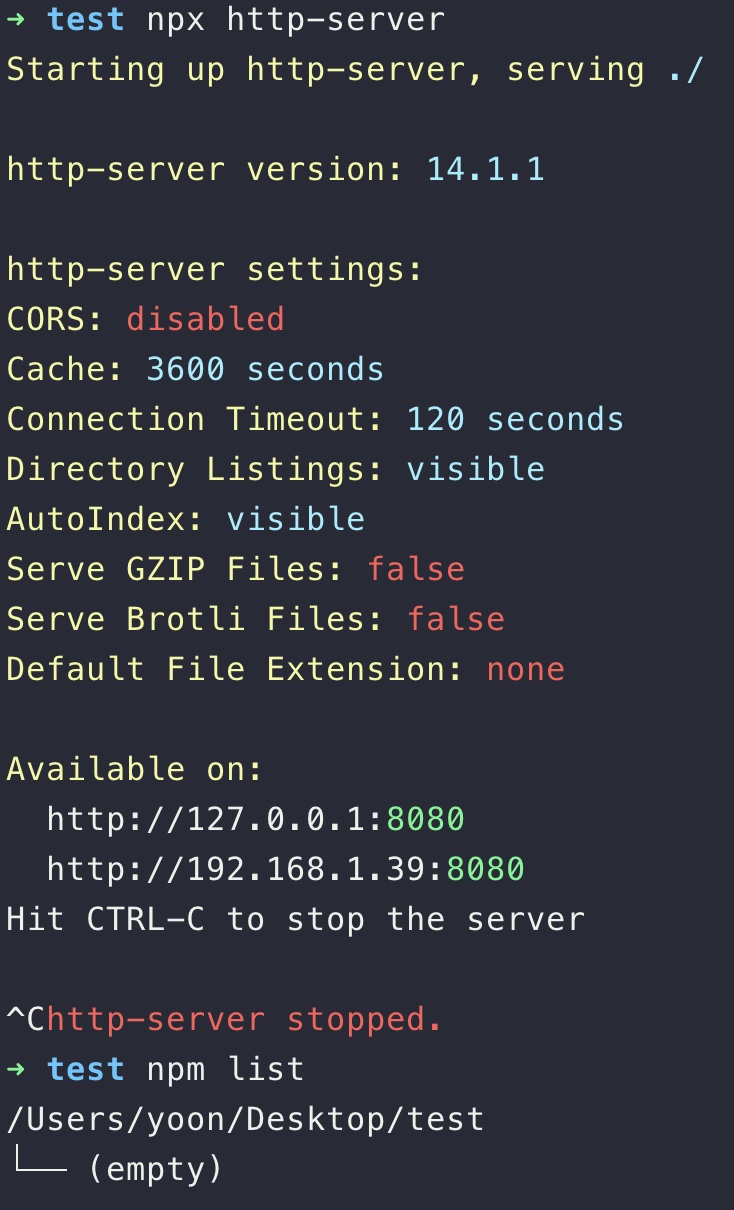 ➜ test npx http-server
Starting up http-server, serving ./
http-server version: 14.1.1
http-server settings:
CORS: disabled
Cache: 3600 seconds
Connection Timeout: 120 seconds
Directory Listings: visible
AutoIndex: visible
Serve GZIP Files: false
Serve Brotli Files: false
Default File Extension: none
Available on:
  http://127.0.0.1:8080
  http://192.168.1.39:8080
Hit CTRL-C to stop the server
^Chttp-server stopped.
➜ test npm list
/Users/yoon/Desktop/test
└── (empty)